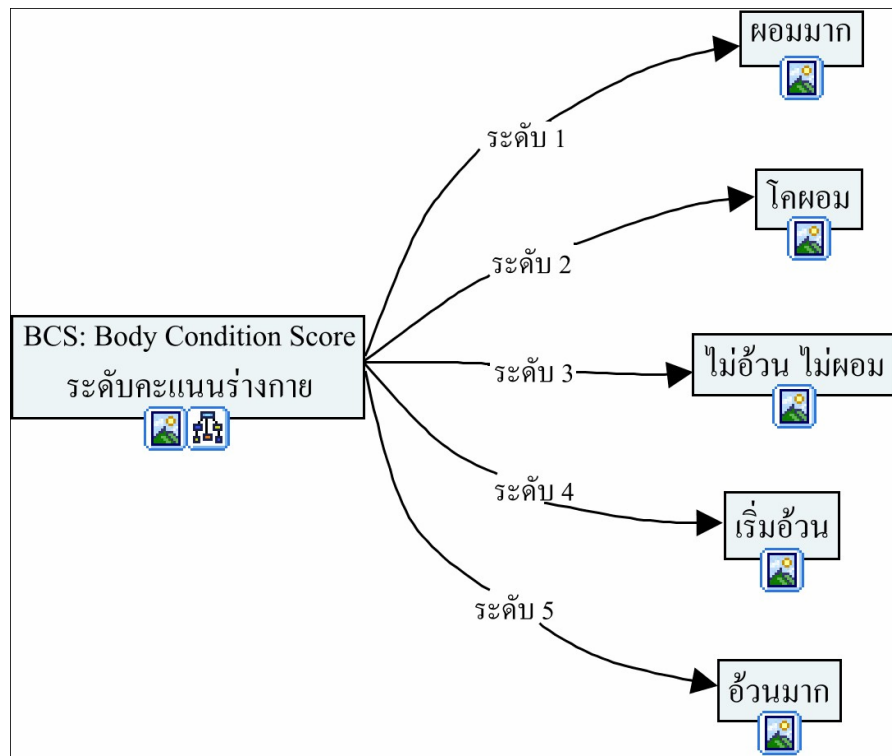 ผอมมาก
ระดับ 1
โคผอม
ระดับ 2
BCS: Body Condition Score
ระดับคะแนนร่างกาย
ระดับ 3
ไม่อ้วน ไม่ผอม
ระดับ 4
เริ่มอ้วน
ระดับ 5
อ้วนมาก